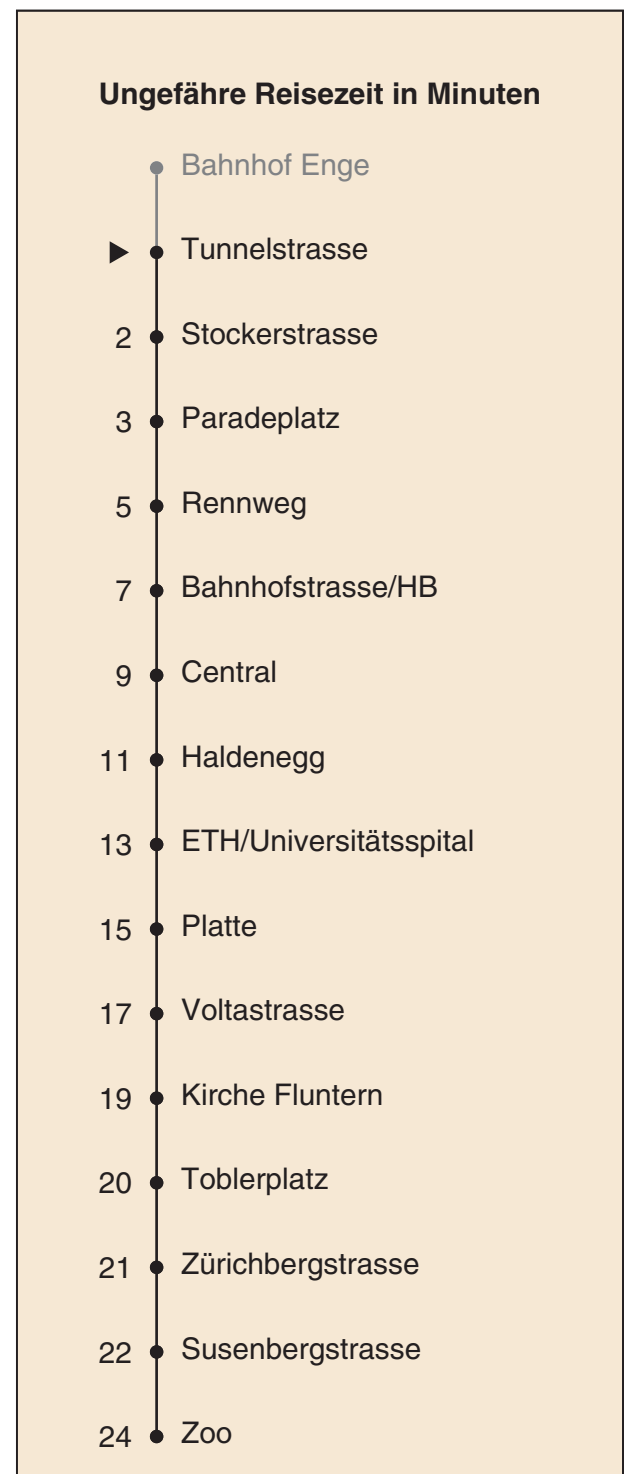 Ungefähre Reisezeit in Minuten
Bahnhof Enge
Tunnelstrasse
2 Stockerstrasse
3 Paradeplatz
5 Rennweg
7 Bahnhofstrasse/HB
9 Central
11 Haldenegg
13 ETH/Universitätsspital
15 Platte
17 Voltastrasse
19 Kirche Fluntern
20 Toblerplatz
21 Zürichbergstrasse
22 Susenbergstrasse
24 Zoo